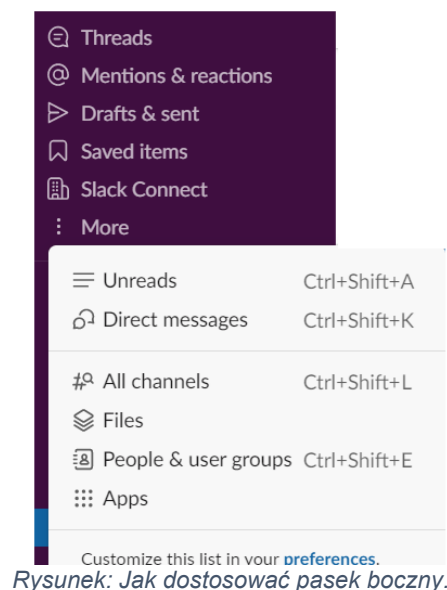 Threads
Mentions & reactions
Drafts & sent
Saved items
Slack Connect
More
Unreads Ctrl+Shift+A
Direct messages Ctrl+Shift+K
All channels Ctrl+Shift+L
Files
People & user groups Ctrl+Shift+E
Apps
Customize this list in your preferences.
Rysunek: Jak dostosować pasek boczny.